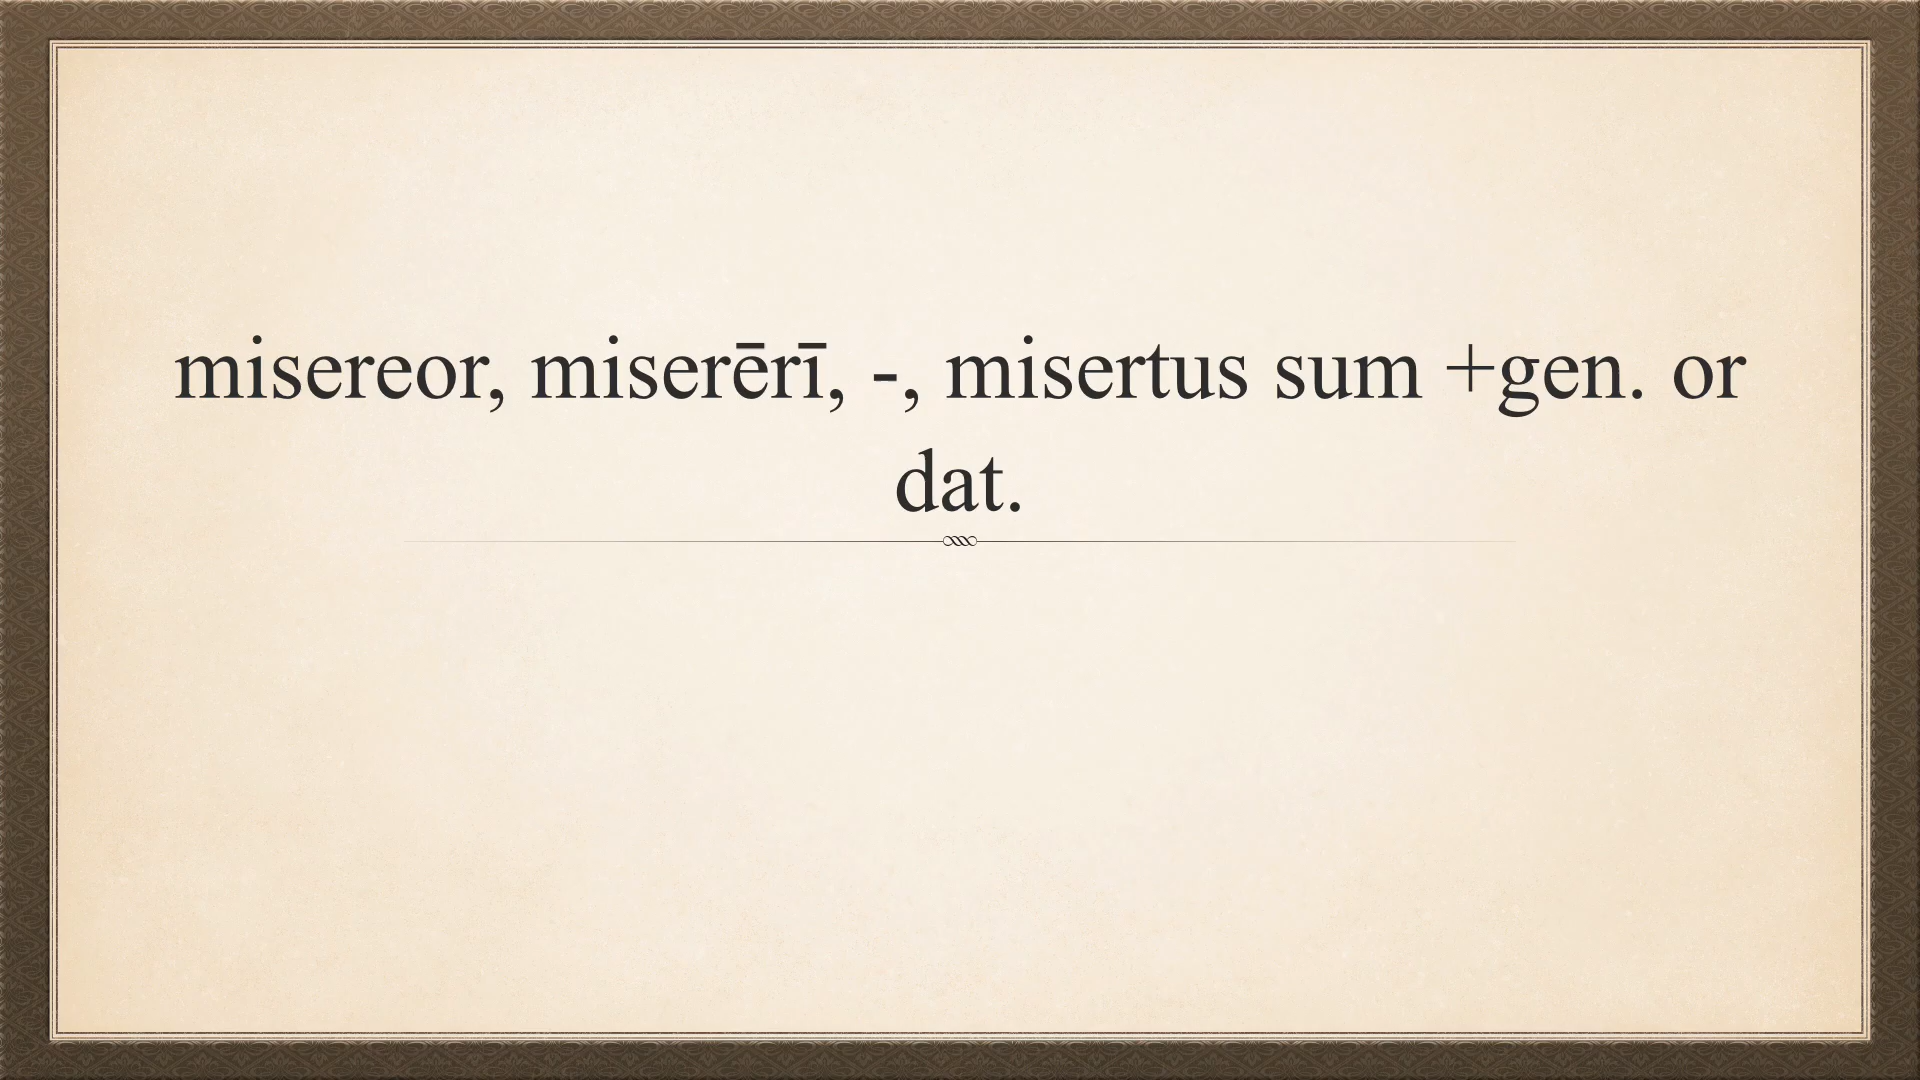 misereor, miserērī, -, misertus sum +gen. or
dat.